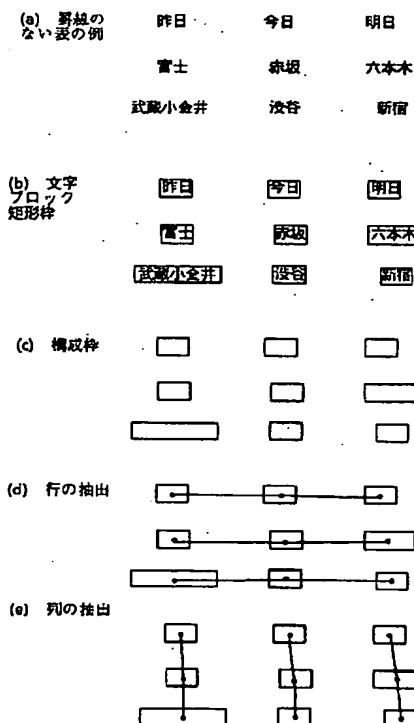 (a) 罫線の 昨日 今日 明日
ない表の例
富士 赤坂 六本木
武蔵小金井 渋谷 新宿
(b) 文字 昨日 今日 明日
ブロック
矩形枠
富士 赤坂 六本木
武蔵小金井 渋谷 新宿
(c) 構成枠
(d) 行の抽出
(e) 列の抽出